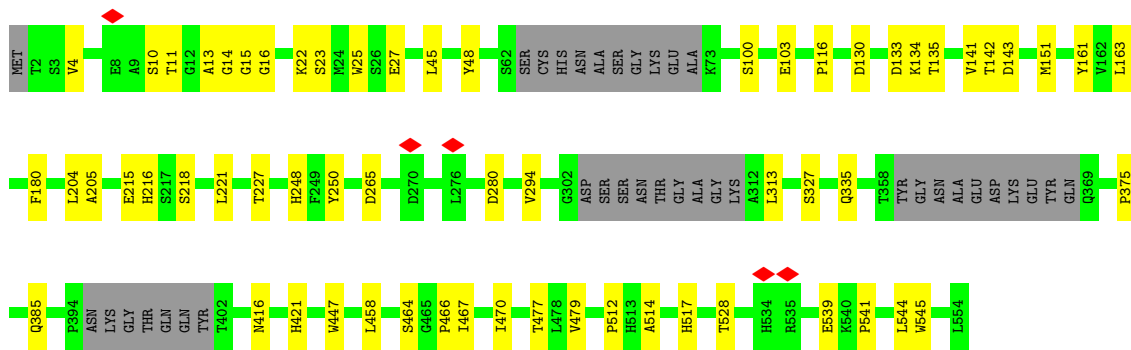 MET T2 S3 V4 E8 A9 S10 T11 G12 A13 G14 G15 G16 K22 S23 M24 W25 S26 E27 L45 Y48 S62 SER CYS HIS ASN ALA SER GLY LYS GLU ALA K73 S100 E103 P116 D130 D133 K134 T135 V141 T142 D143 M151 Y161 V162 L163
F180 L204 A205 E215 H216 S217 S218 L221 T227 H248 F249 Y250 D265 D270 L276 D280 V294 G302 ASP SER SER ASN THR GLY ALA GLY LYS A312 L313 S327 Q335 T358 TYR GLY ASN ALA GLU ASP LYS GLU TYR GLN Q369 P375
Q385 P394 ASN LYS GLY THR GLN GLN TYR T402 N416 H421 W447 L458 S464 G465 P466 I467 I470 T477 L478 V479 P512 H513 A514 H517 T528 H534 R535 E539 K540 P541 L544 W545 L554